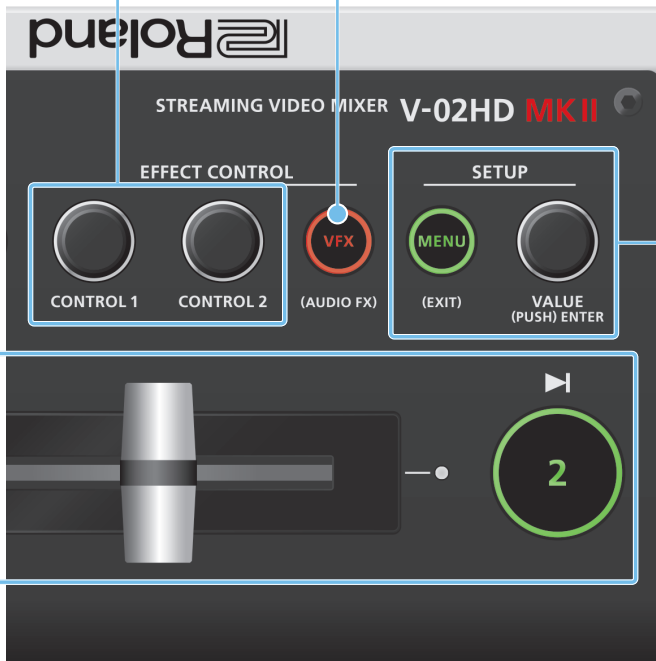 Roland
STREAMING VIDEO MIXER V-02HD MKII
EFFECT CONTROL
SETUP
VFX
MENU
CONTROL 1
CONTROL 2
(AUDIO FX)
(EXIT)
VALUE
(PUSH) ENTER
2